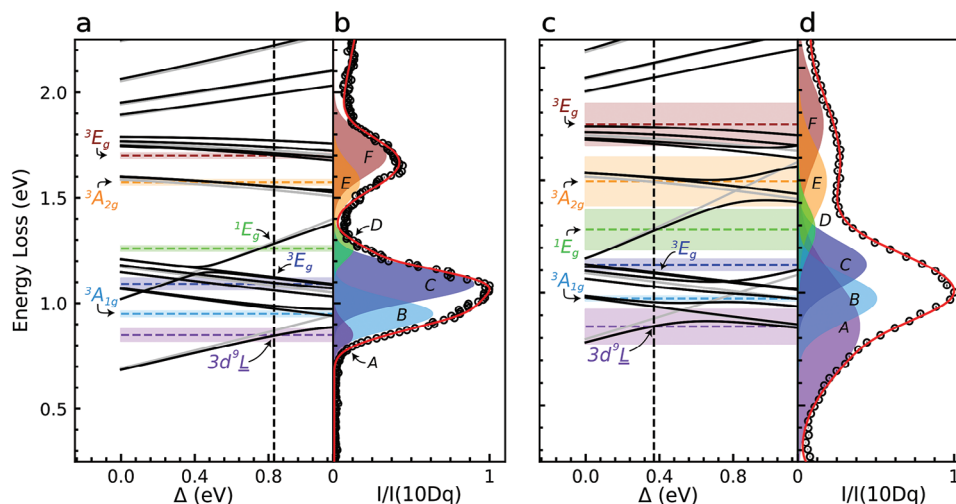 a
b
c
d
2.0
1.5
1.0
0.5
Energy Loss (eV)
³E_g
³A_2g
¹E_g
³E_g
³A_1g
3d⁹L̲
0.0
0.4
0.8
Δ (eV)
F
E
D
C
B
A
0
1
I/I(10Dq)
³E_g
³A_2g
¹E_g
³E_g
³A_1g
3d⁹L̲
0.0
0.4
0.8
Δ (eV)
F
E
D
C
B
A
0
1
I/I(10Dq)